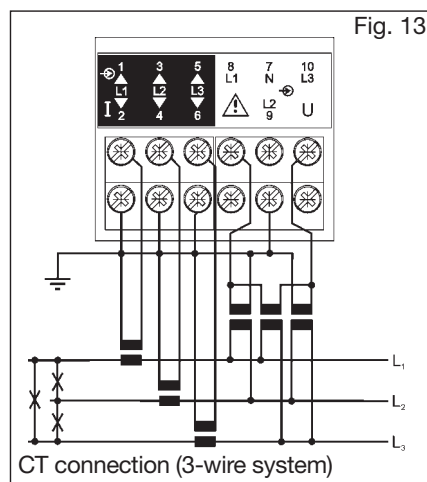 Fig. 13
1 3 5 8 7 10
L1 N L3
L1 L2 L3
L2
I 2 4 6 9 U
L1
L2
L3
CT connection (3-wire system)